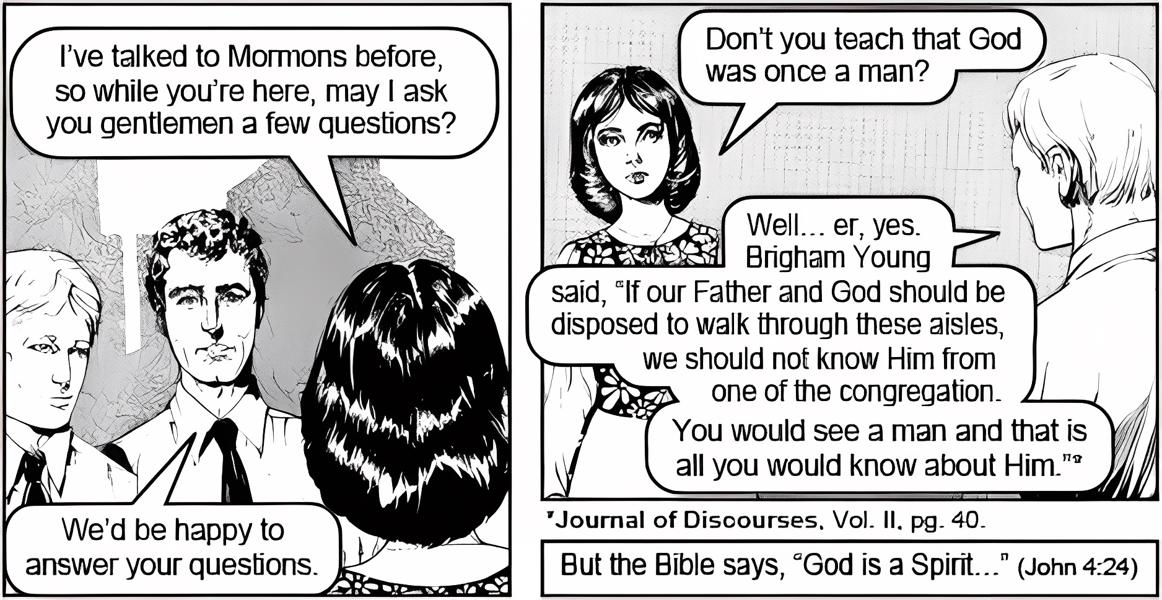 I've talked to Mormons before,
so while you're here, may I ask
you gentlemen a few questions?
We'd be happy to
answer your questions.
Don't you teach that God
was once a man?
Well... er, yes.
Brigham Young
said, "If our Father and God should be
disposed to walk through these aisles,
we should not know Him from
one of the congregation.
You would see a man and that is
all you would know about Him."*
*Journal of Discourses, Vol. II, pg. 40.
But the Bible says, "God is a Spirit..." (John 4:24)